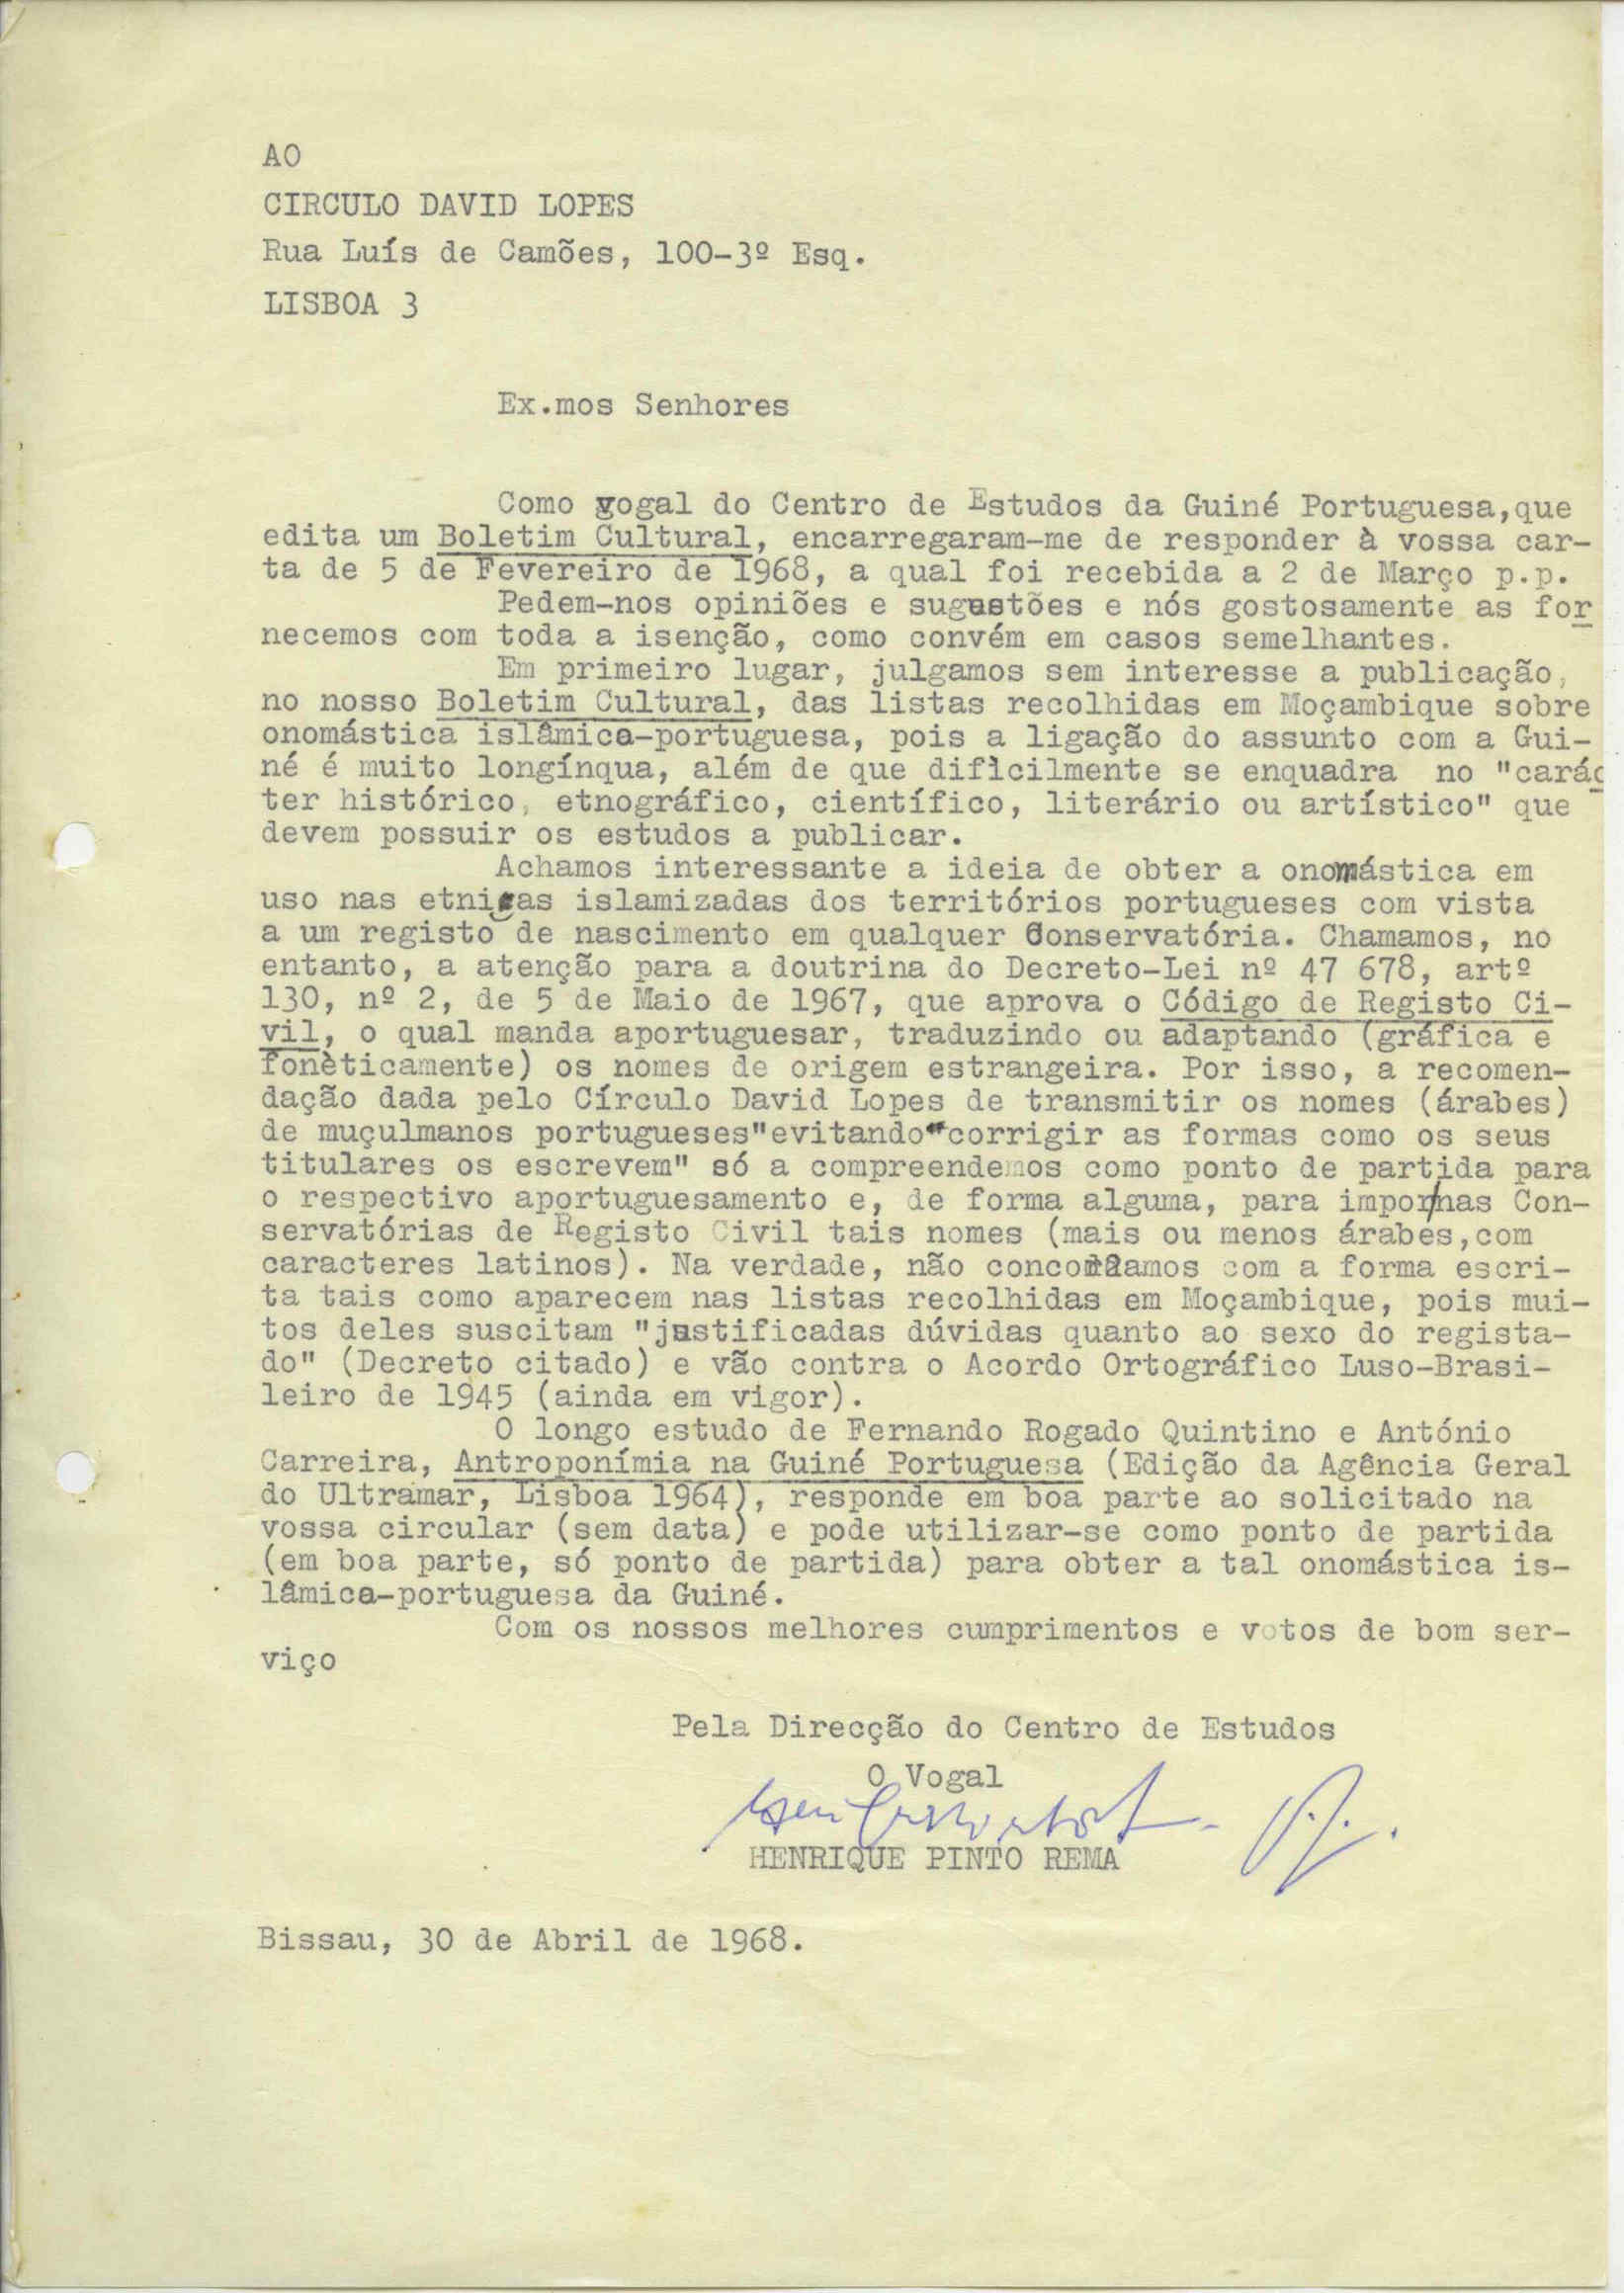 AO
CIRCULO DAVID LOPES
Rua Luís de Camões, 100-3º Esq.
LISBOA 3
Ex.mos Senhores
Como vogal do Centro de Estudos da Guiné Portuguesa,que
edita um Boletim Cultural, encarregaram-me de responder à vossa car-
ta de 5 de Fevereiro de 1968, a qual foi recebida a 2 de Março p.p.
Pedem-nos opiniões e sugestões e nós gostosamente as for
necemos com toda a isenção, como convém em casos semelhantes.
Em primeiro lugar, julgamos sem interesse a publicação,
no nosso Boletim Cultural, das listas recolhidas em Moçambique sobre
onomástica islâmico-portuguesa, pois a ligação do assunto com a Gui-
né é muito longínqua, além de que difìcilmente se enquadra no "carác
ter histórico, etnográfico, científico, literário ou artístico" que
devem possuir os estudos a publicar.
Achamos interessante a ideia de obter a onomástica em
uso nas etnias islamizadas dos territórios portugueses com vista
a um registo de nascimento em qualquer Conservatória. Chamamos, no
entanto, a atenção para a doutrina do Decreto-Lei nº 47 678, artº
130, nº 2, de 5 de Maio de 1967, que aprova o Código de Registo Ci-
vil, o qual manda aportuguesar, traduzindo ou adaptando (gráfica e
fonèticamente) os nomes de origem estrangeira. Por isso, a recomen-
dação dada pelo Círculo David Lopes de transmitir os nomes (árabes)
de muçulmanos portugueses"evitando corrigir as formas como os seus
titulares os escrevem" só a compreendemos como ponto de partida para
o respectivo aportuguesamento e, de forma alguma, para impor/nas Con-
servatórias de Registo Civil tais nomes (mais ou menos árabes,com
caracteres latinos). Na verdade, não concordamos com a forma escri-
ta tais como aparecem nas listas recolhidas em Moçambique, pois mui-
tos deles suscitam "justificadas dúvidas quanto ao sexo do regista-
do" (Decreto citado) e vão contra o Acordo Ortográfico Luso-Brasi-
leiro de 1945 (ainda em vigor).
O longo estudo de Fernando Rogado Quintino e António
Carreira, Antroponímia na Guiné Portuguesa (Edição da Agência Geral
do Ultramar, Lisboa 1964), responde em boa parte ao solicitado na
vossa circular (sem data) e pode utilizar-se como ponto de partida
(em boa parte, só ponto de partida) para obter a tal onomástica is-
lâmico-portuguesa da Guiné.
Com os nossos melhores cumprimentos e votos de bom ser-
viço
Pela Direcção do Centro de Estudos
O Vogal
HENRIQUE PINTO REMA
Bissau, 30 de Abril de 1968.